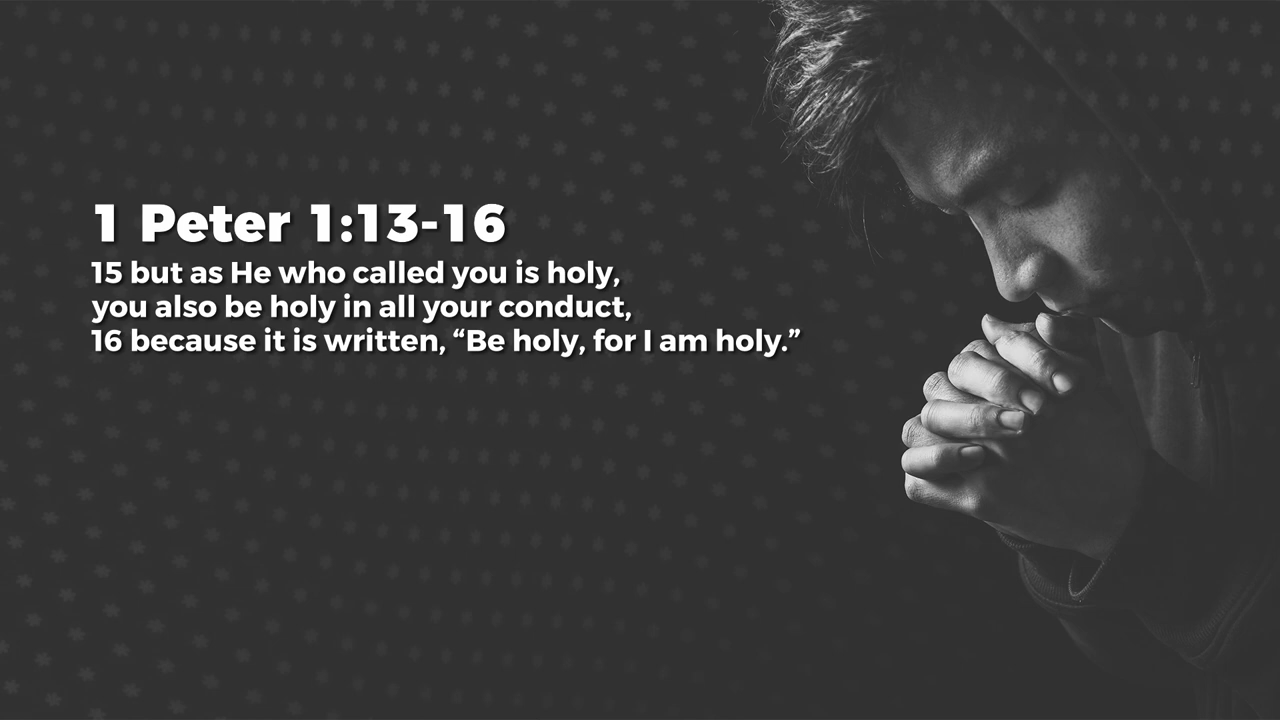 1 Peter 1:13-16
15 but as He who called you is holy,
you also be holy in all your conduct,
16 because it is written, “Be holy, for I am holy.”